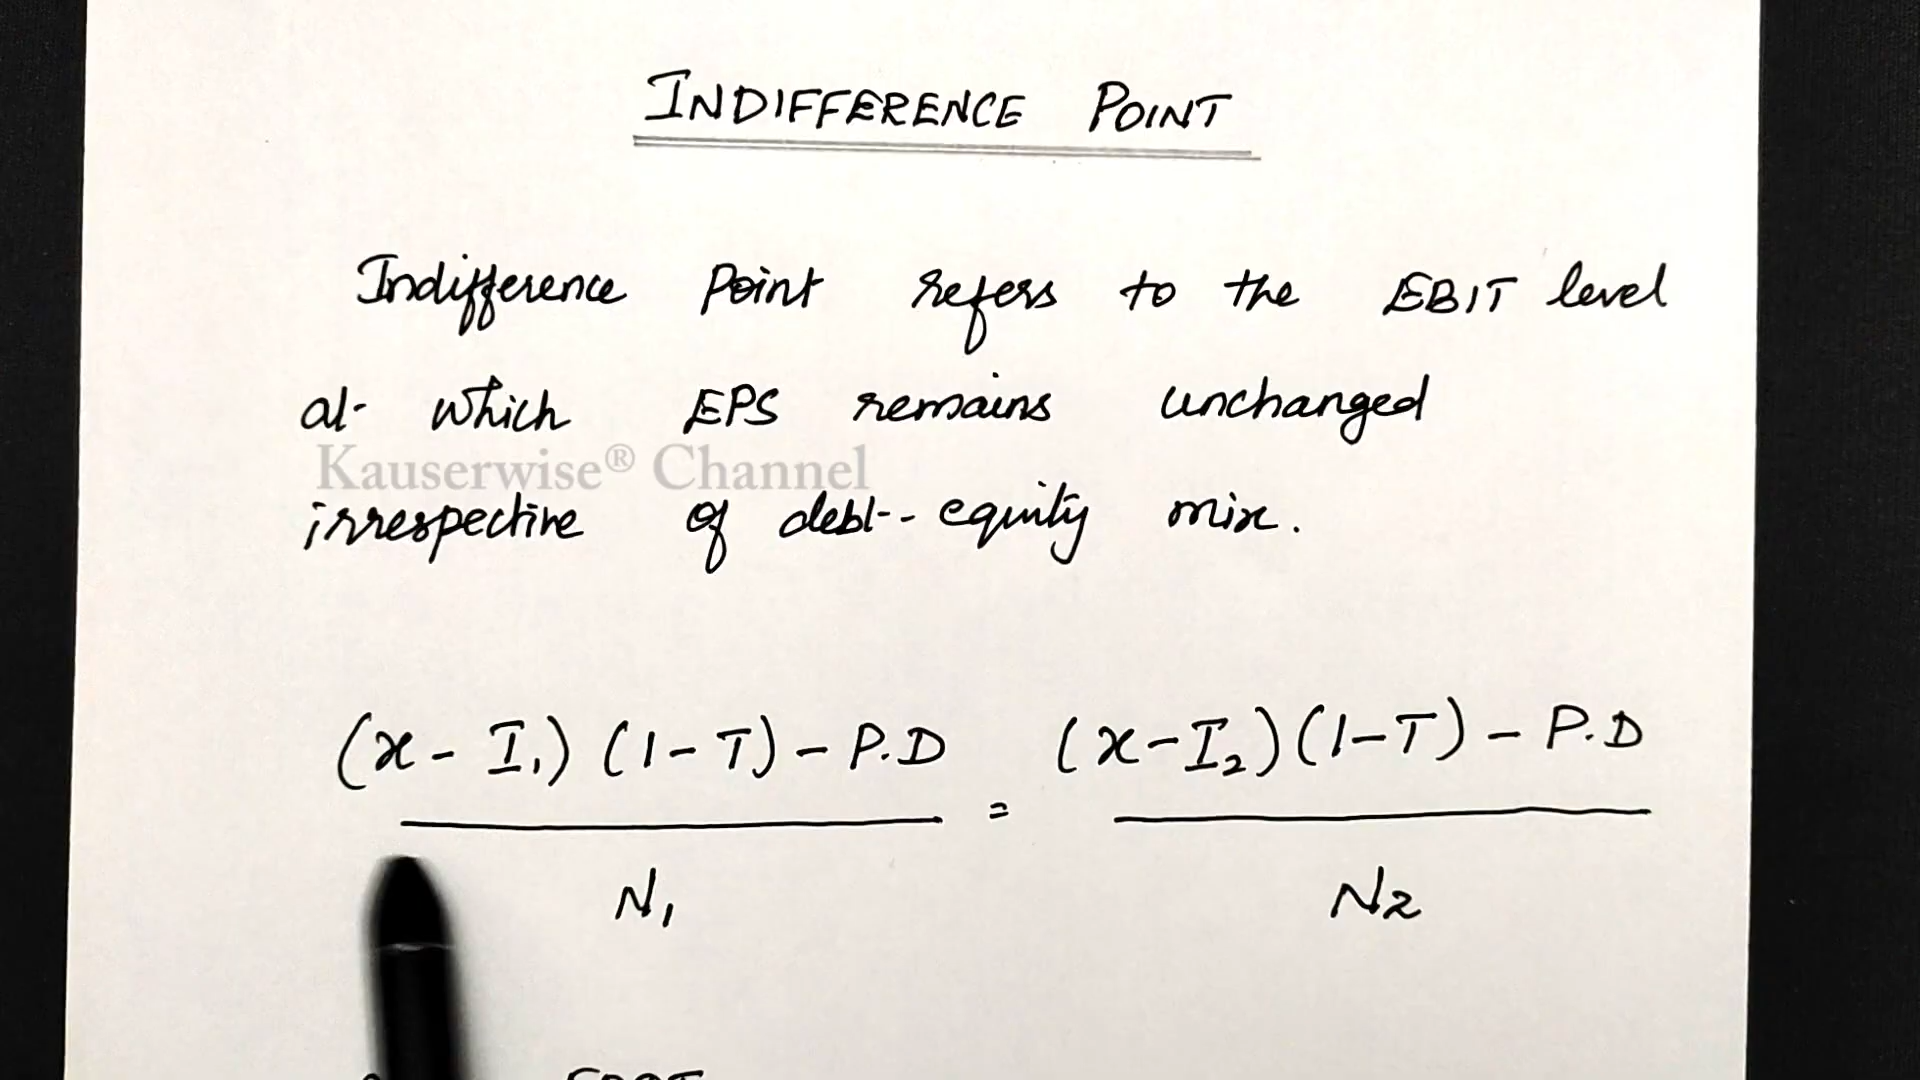 INDIFFERENCE POINT
Indifference Point refers to the EBIT level
at which EPS remains unchanged
Kauserwise® Channel
irrespective of debt-equity mix.
(x - I₁) (1 - T) - P.D = (x - I₂) (1 - T) - P.D
N₁ N₂